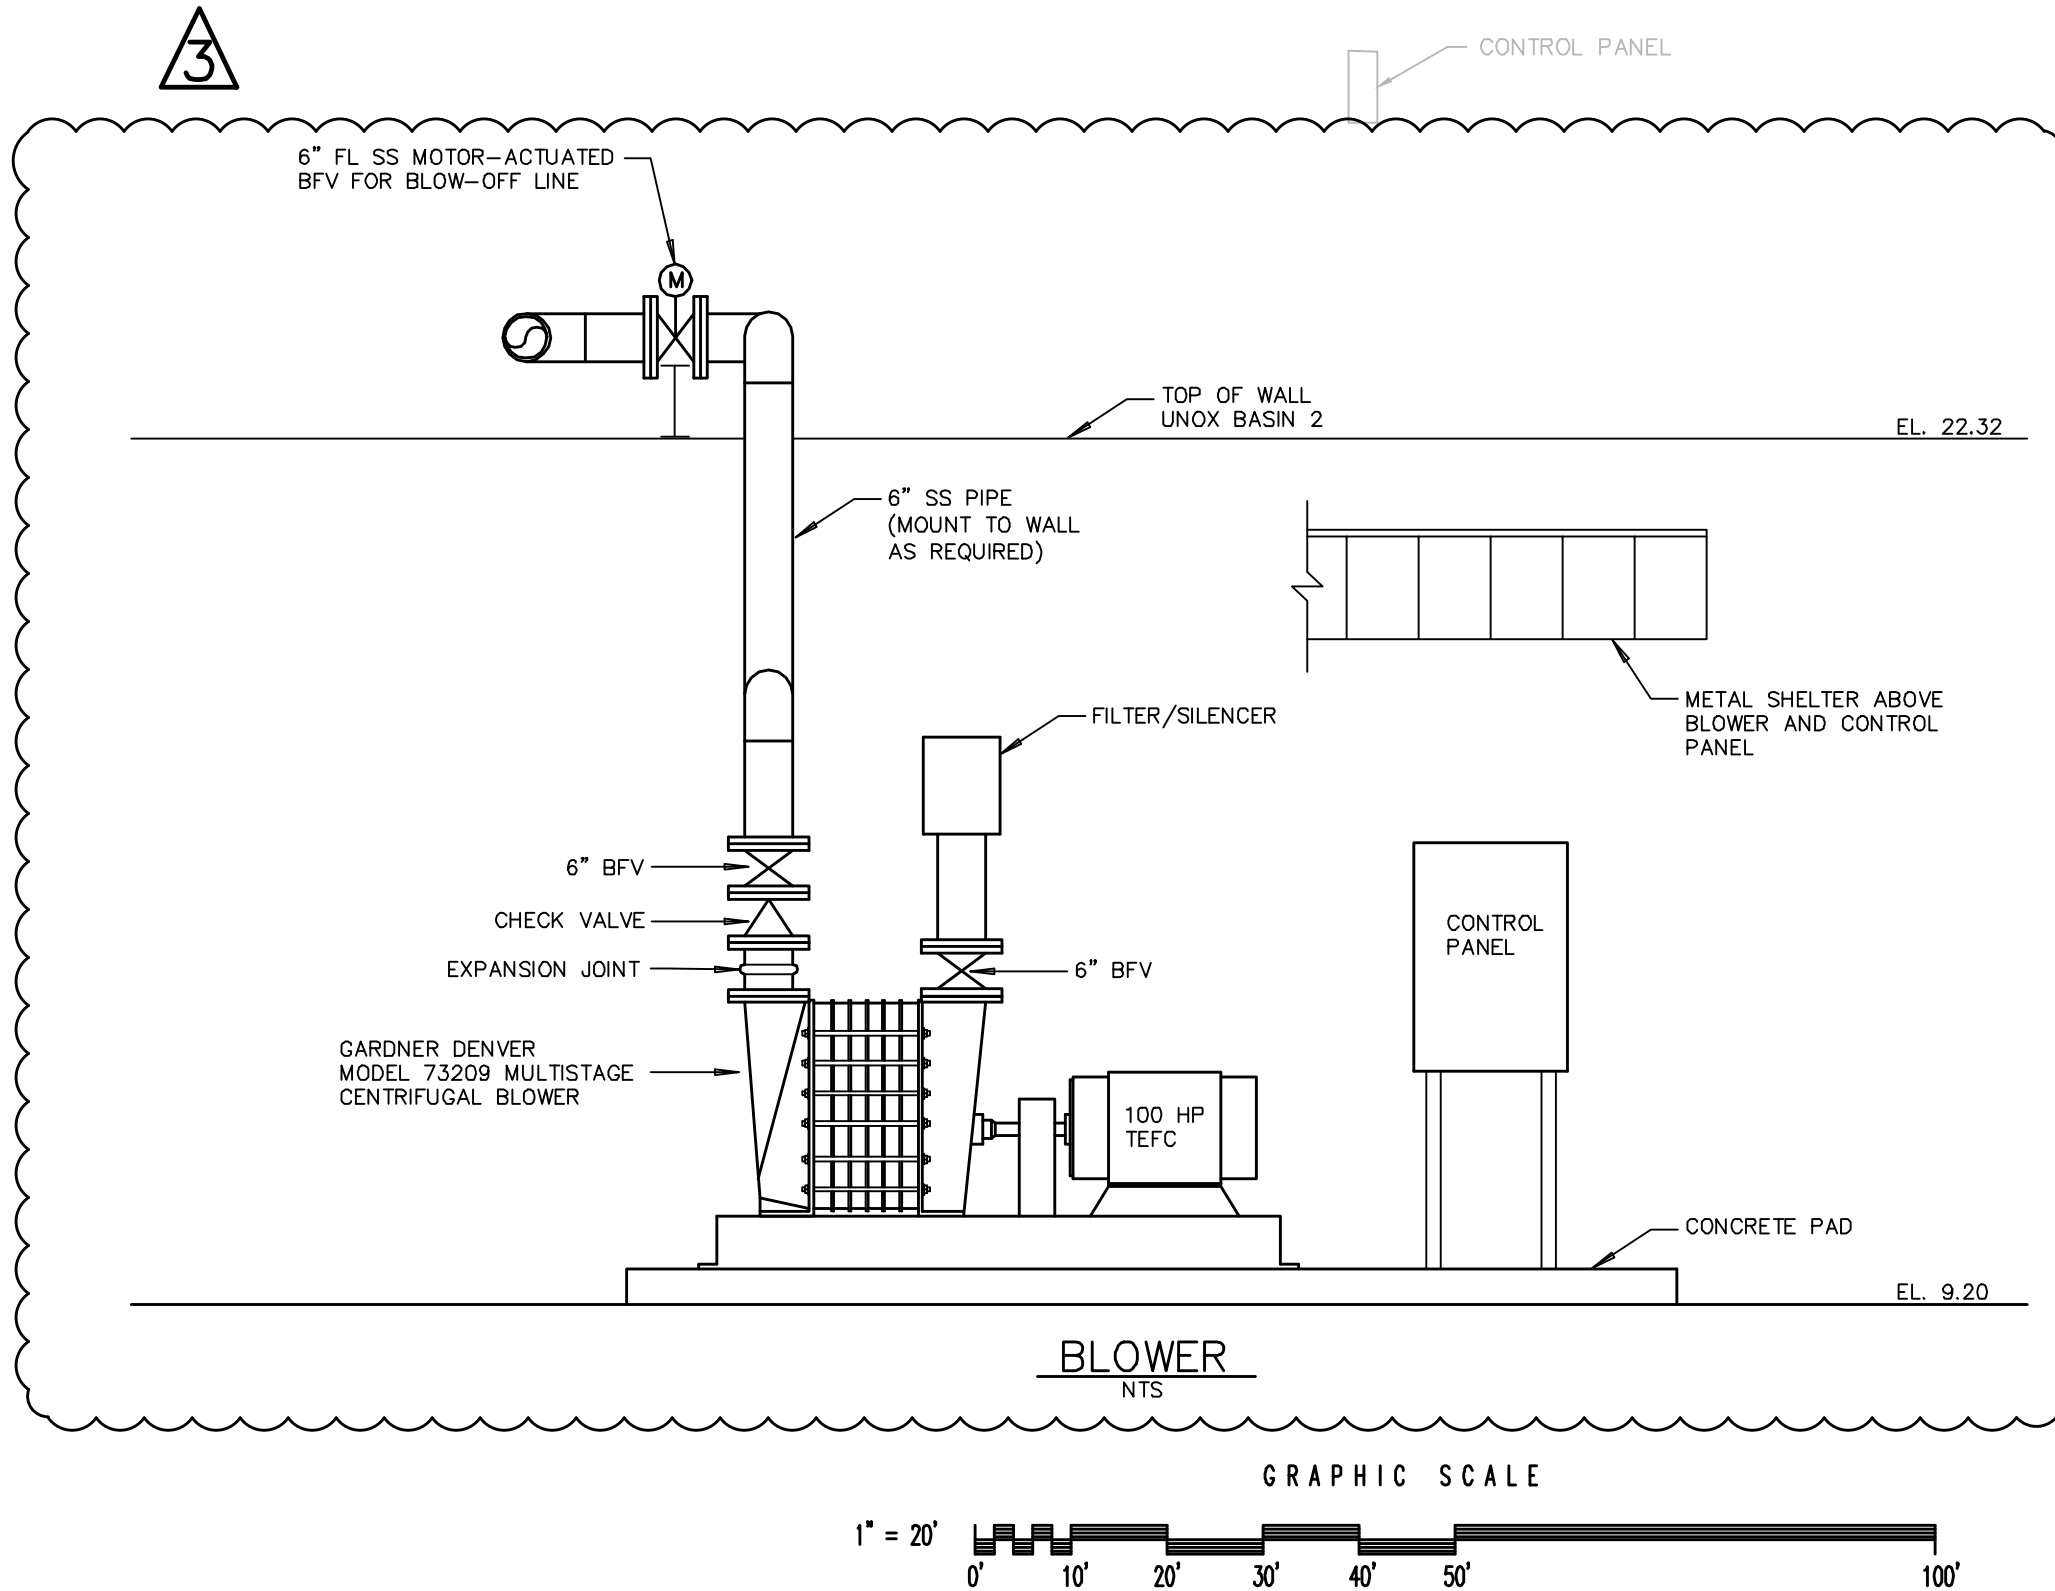 3
CONTROL PANEL
6" FL SS MOTOR-ACTUATED
BFV FOR BLOW-OFF LINE
M
TOP OF WALL
UNOX BASIN 2
EL. 22.32
6" SS PIPE
(MOUNT TO WALL
AS REQUIRED)
METAL SHELTER ABOVE
BLOWER AND CONTROL
PANEL
FILTER/SILENCER
6" BFV
CHECK VALVE
EXPANSION JOINT
6" BFV
CONTROL
PANEL
GARDNER DENVER
MODEL 73209 MULTISTAGE
CENTRIFUGAL BLOWER
100 HP
TEFC
CONCRETE PAD
EL. 9.20
BLOWER
NTS
GRAPHIC SCALE
1" = 20'
0' 10' 20' 30' 40' 50' 100'